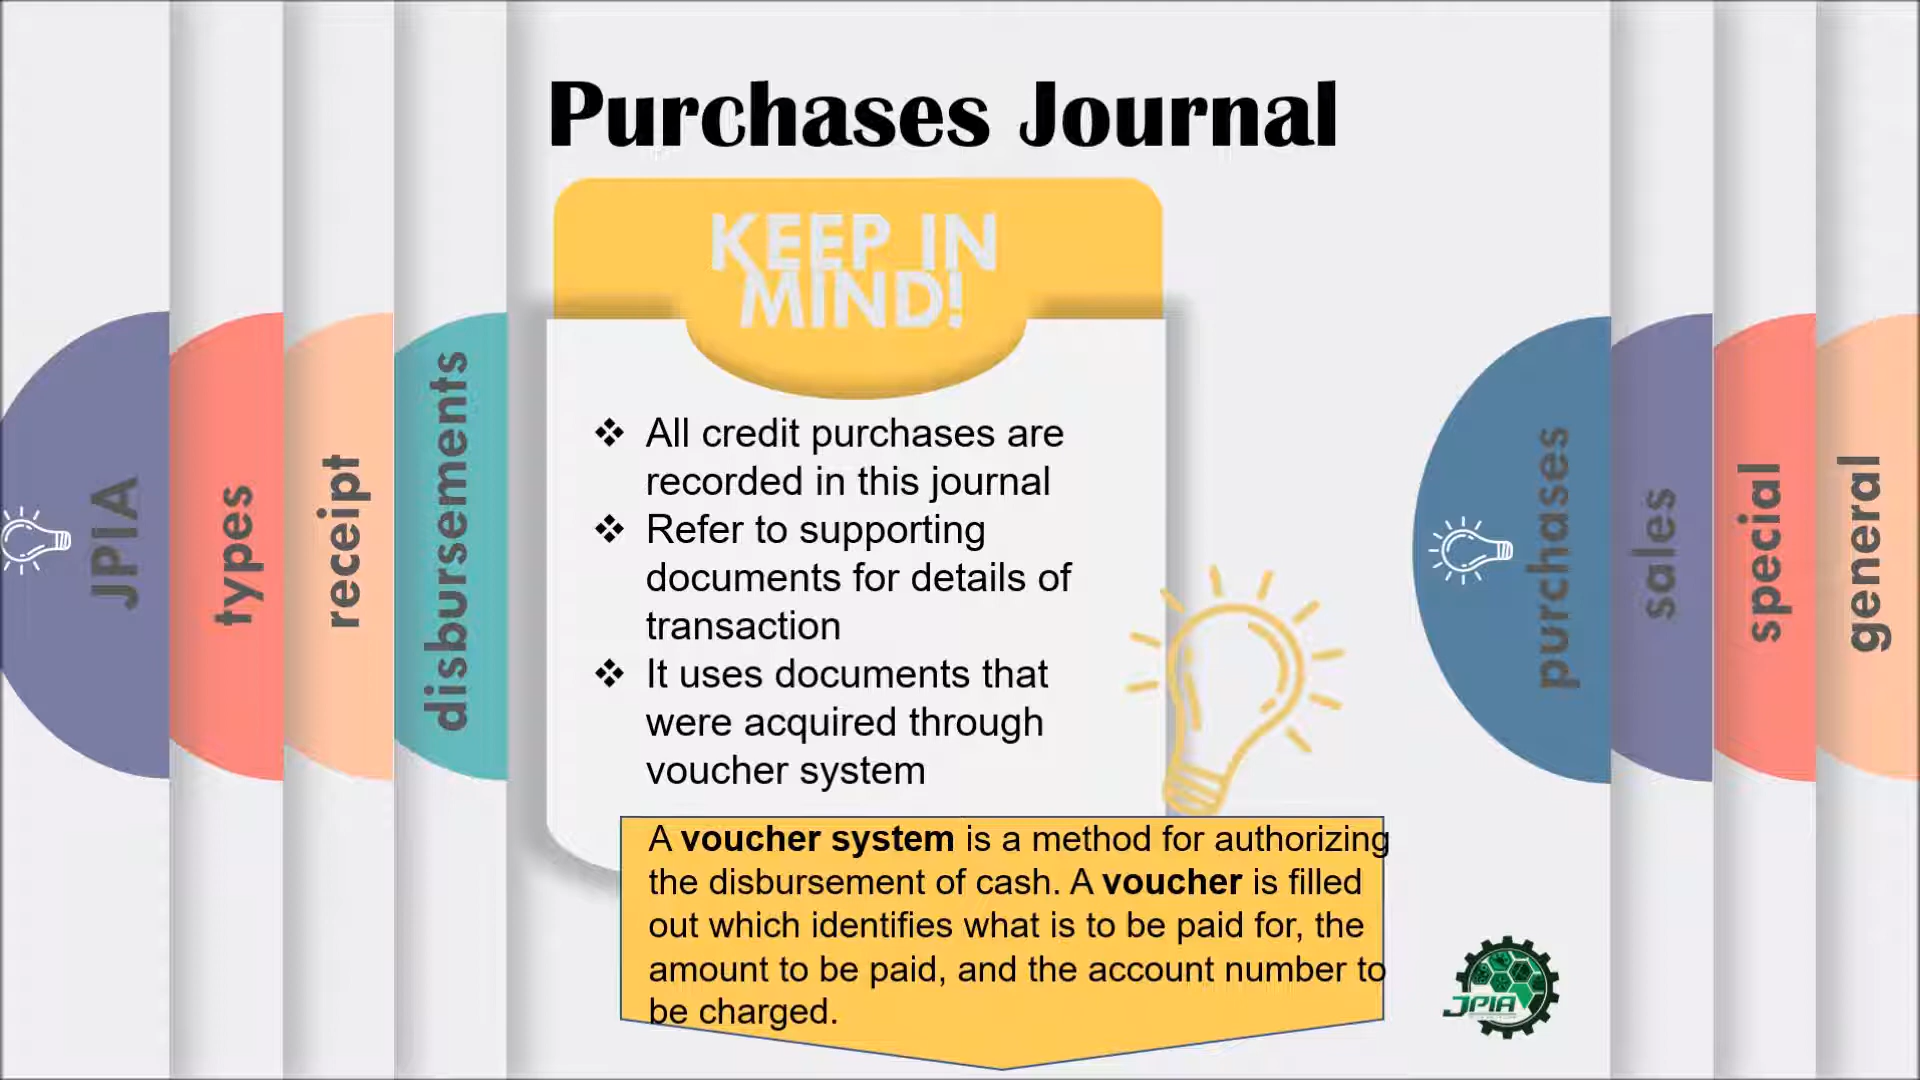 Purchases Journal
KEEP IN
MIND!
❖ All credit purchases are
recorded in this journal
❖ Refer to supporting
documents for details of
transaction
❖ It uses documents that
were acquired through
voucher system
A voucher system is a method for authorizing
the disbursement of cash. A voucher is filled
out which identifies what is to be paid for, the
amount to be paid, and the account number to
be charged.
JPIA
types
receipt
disbursements
purchases
sales
special
general
JPIA